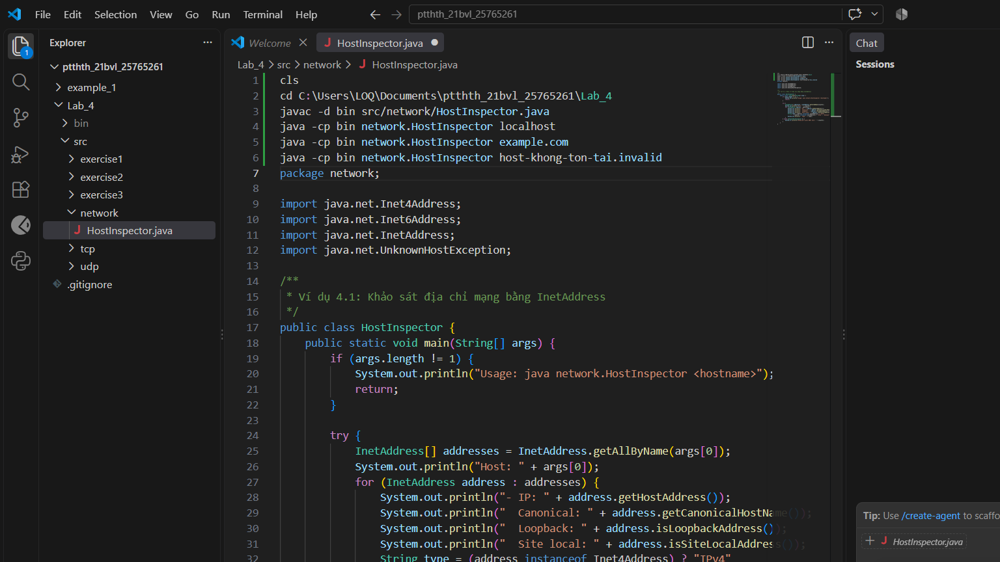 File Edit Selection View Go Run Terminal Help
ptthth_21bvl_25765261
Explorer
1
ptthth_21bvl_25765261
example_1
Lab_4
bin
src
exercise1
exercise2
exercise3
network
J HostInspector.java
tcp
udp
.gitignore
Welcome
J HostInspector.java
Lab_4 > src > network > J HostInspector.java
1 cls
2 cd C:\Users\LOQ\Documents\ptthth_21bvl_25765261\Lab_4
3 javac -d bin src/network/HostInspector.java
4 java -cp bin network.HostInspector localhost
5 java -cp bin network.HostInspector example.com
6 java -cp bin network.HostInspector host-khong-ton-tai.invalid
7 package network;
8
9 import java.net.Inet4Address;
10 import java.net.Inet6Address;
11 import java.net.InetAddress;
12 import java.net.UnknownHostException;
13
14 /**
15 * Ví dụ 4.1: Khảo sát địa chỉ mạng bằng InetAddress
16 */
17 public class HostInspector {
18 public static void main(String[] args) {
19 if (args.length != 1) {
20 System.out.println("Usage: java network.HostInspector <hostname>");
21 return;
22 }
23
24 try {
25 InetAddress[] addresses = InetAddress.getAllByName(args[0]);
26 System.out.println("Host: " + args[0]);
27 for (InetAddress address : addresses) {
28 System.out.println("- IP: " + address.getHostAddress());
29 System.out.println("  Canonical: " + address.getCanonicalHostName());
30 System.out.println("  Loopback: " + address.isLoopbackAddress());
31 System.out.println("  Site local: " + address.isSiteLocalAddress());
32 String type = (address instanceof Inet4Address) ? "IPv4"
Chat
Sessions
Tip: Use /create-agent to scaffo
J HostInspector.java